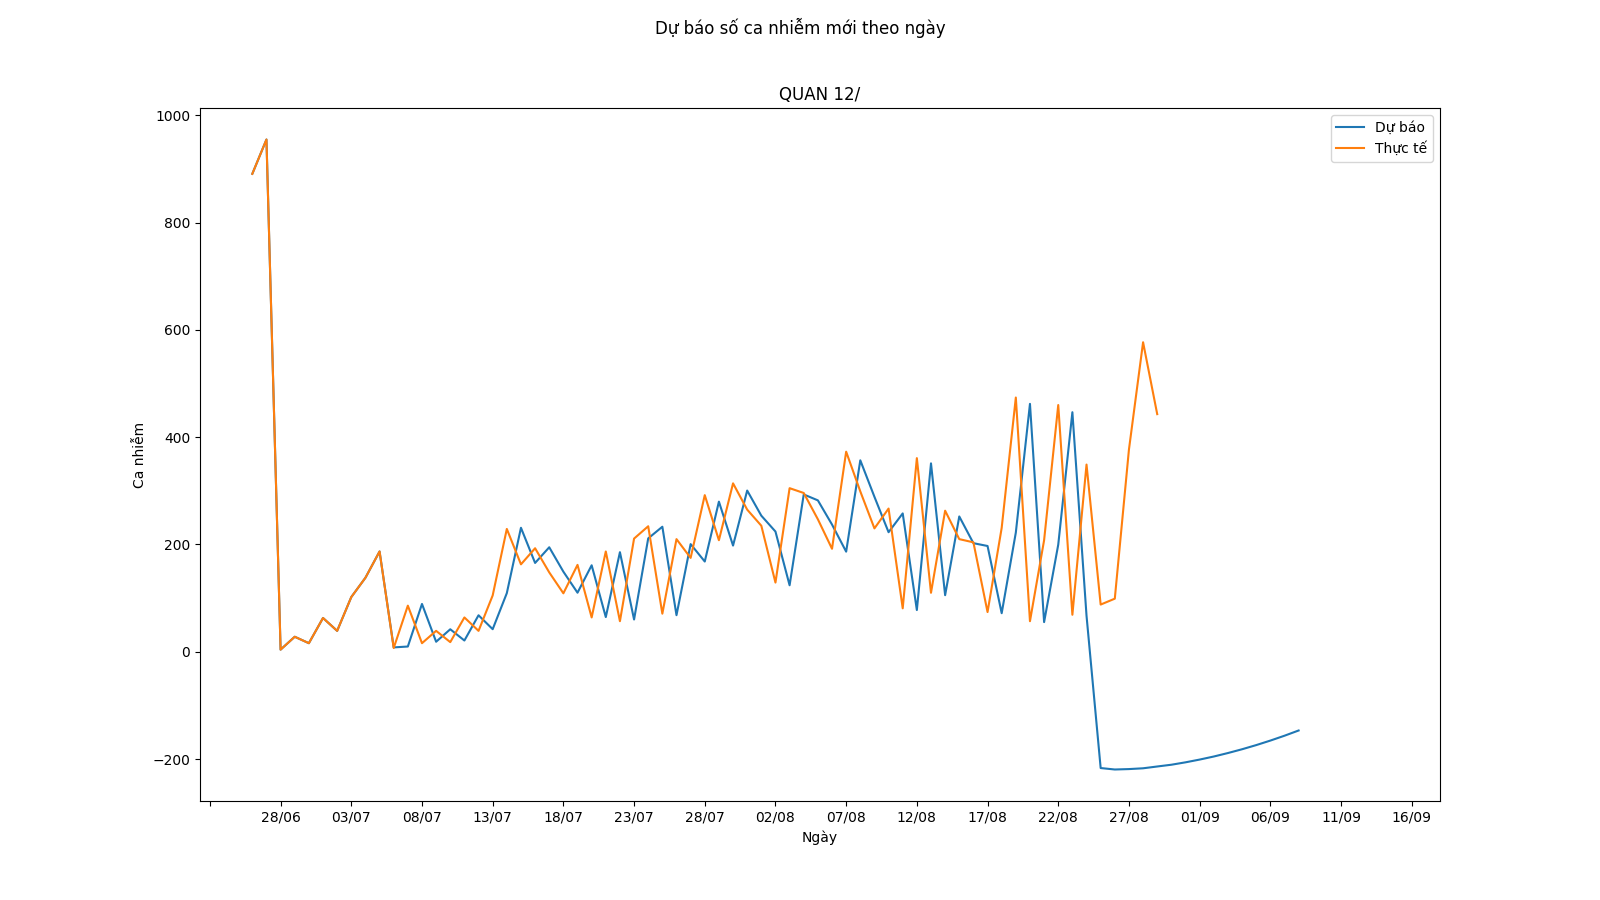 Dự báo số ca nhiễm mới theo ngày
QUAN 12/
Dự báo
Thực tế
1000
800
600
400
200
0
−200
Ca nhiễm
28/06 03/07 08/07 13/07 18/07 23/07 28/07 02/08 07/08 12/08 17/08 22/08 27/08 01/09 06/09 11/09 16/09
Ngày